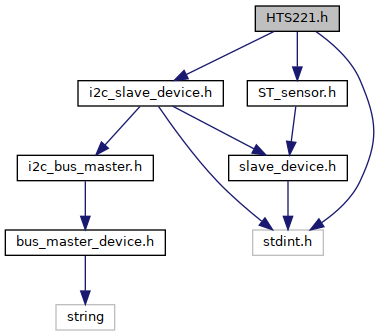 HTS221.h
i2c_slave_device.h
ST_sensor.h
i2c_bus_master.h
slave_device.h
bus_master_device.h
stdint.h
string